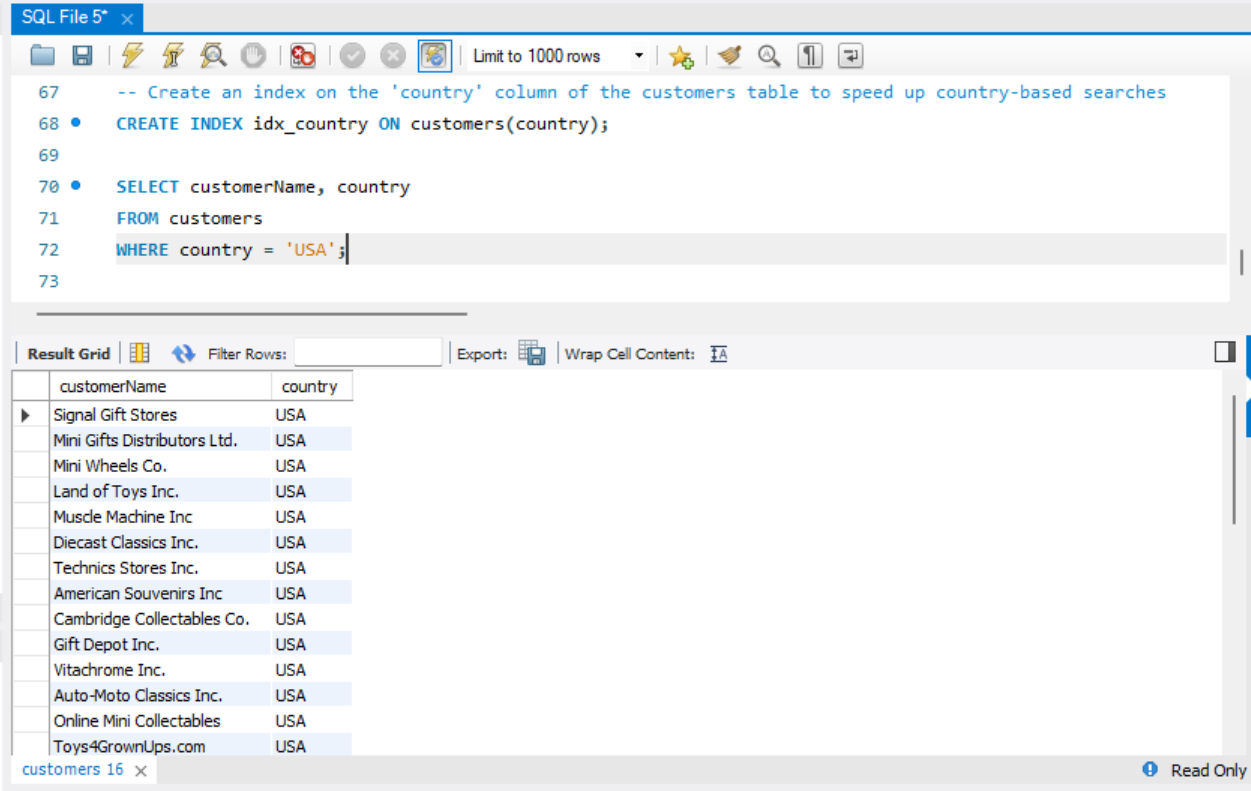 SQL File 5*
Limit to 1000 rows
67 -- Create an index on the 'country' column of the customers table to speed up country-based searches
68 CREATE INDEX idx_country ON customers(country);
69
70 SELECT customerName, country
71 FROM customers
72 WHERE country = 'USA';
73
Result Grid Filter Rows: Export: Wrap Cell Content:
customerName country
Signal Gift Stores USA
Mini Gifts Distributors Ltd. USA
Mini Wheels Co. USA
Land of Toys Inc. USA
Muscle Machine Inc USA
Diecast Classics Inc. USA
Technics Stores Inc. USA
American Souvenirs Inc USA
Cambridge Collectables Co. USA
Gift Depot Inc. USA
Vitachrome Inc. USA
Auto-Moto Classics Inc. USA
Online Mini Collectables USA
Toys4GrownUps.com USA
customers 16 Read Only